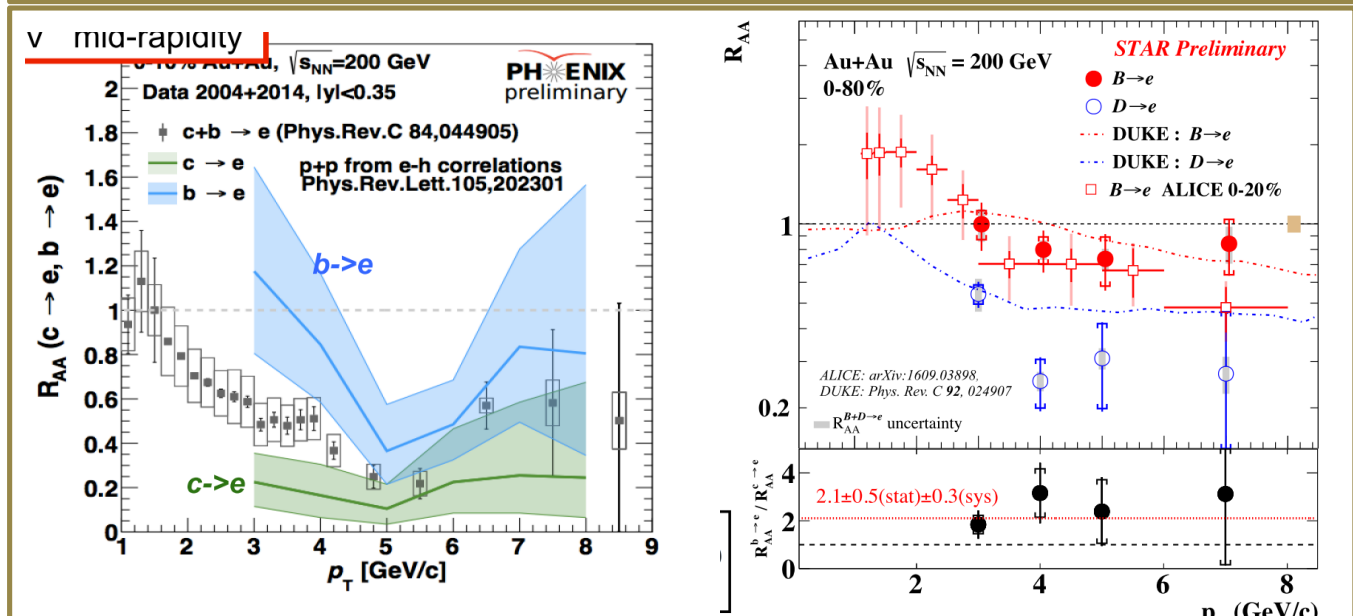 mid-rapidity
0-10% Au+Au, √sNN=200 GeV
Data 2004+2014, |y|<0.35
PHENIX
preliminary
c+b → e (Phys.Rev.C 84,044905)
c → e
b → e
p+p from e-h correlations
Phys.Rev.Lett.105,202301
b->e
c->e
RAA (c → e, b → e)
2
1.8
1.6
1.4
1.2
1
0.8
0.6
0.4
0.2
0
1 2 3 4 5 6 7 8 9
pT [GeV/c]
RAA
Au+Au √sNN = 200 GeV
0-80%
STAR Preliminary
B→e
D→e
DUKE : B→e
DUKE : D→e
B→e ALICE 0-20%
1
0.2
ALICE: arXiv:1609.03898,
DUKE: Phys. Rev. C 92, 024907
RAA B+D→e uncertainty
RAA b→e / RAA c→e
4
2
0
2.1±0.5(stat)±0.3(sys)
2 4 6 8
(GeV/c)